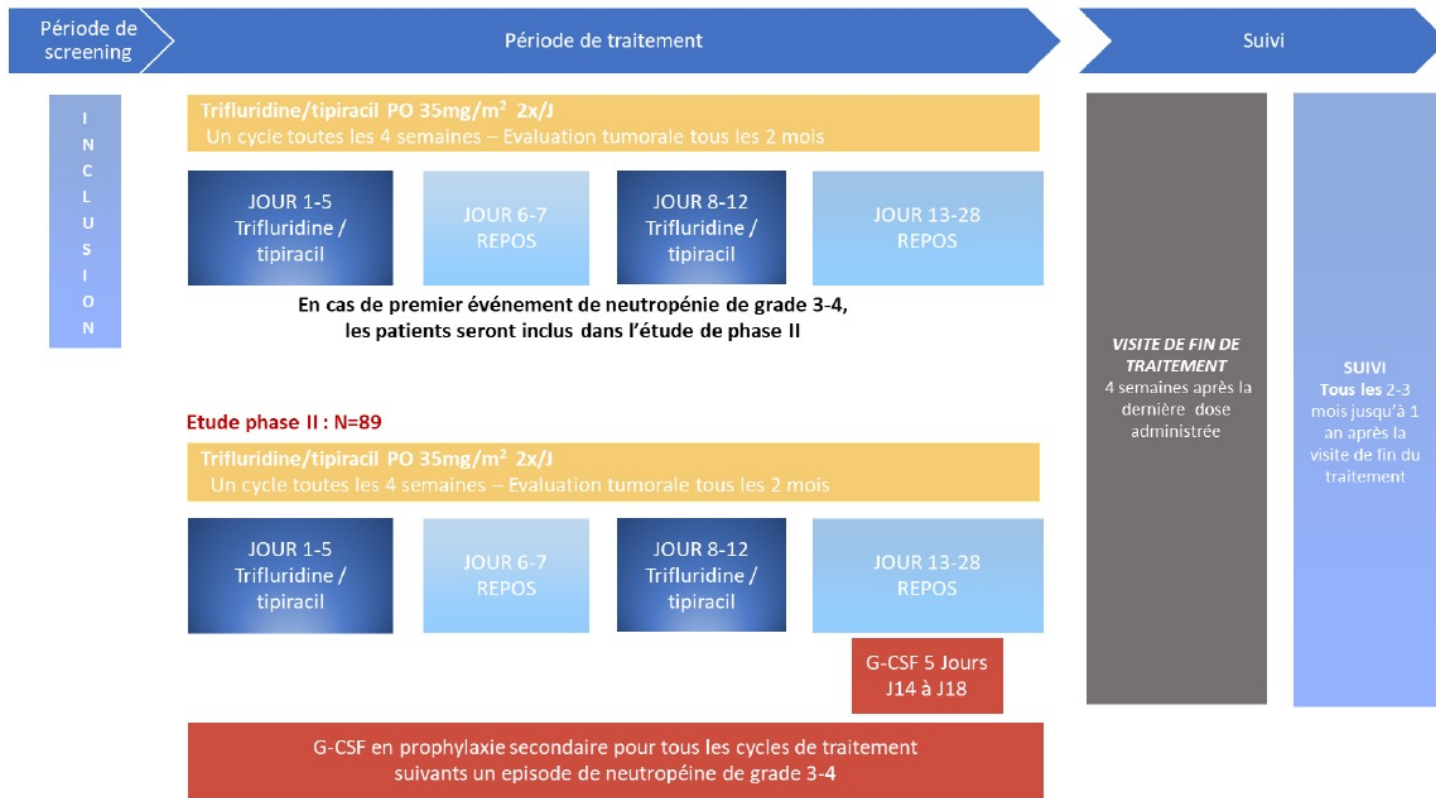 Période de
screening
Période de traitement
Suivi
INCLUSION
Trifluridine/tipiracil PO 35mg/m² 2x/J
Un cycle toutes les 4 semaines – Evaluation tumorale tous les 2 mois
JOUR 1-5
Trifluridine /
tipiracil
JOUR 6-7
REPOS
JOUR 8-12
Trifluridine /
tipiracil
JOUR 13-28
REPOS
En cas de premier événement de neutropénie de grade 3-4,
les patients seront inclus dans l'étude de phase II
Etude phase II : N=89
Trifluridine/tipiracil PO 35mg/m² 2x/J
Un cycle toutes les 4 semaines – Evaluation tumorale tous les 2 mois
JOUR 1-5
Trifluridine /
tipiracil
JOUR 6-7
REPOS
JOUR 8-12
Trifluridine /
tipiracil
JOUR 13-28
REPOS
G-CSF 5 Jours
J14 à J18
G-CSF en prophylaxie secondaire pour tous les cycles de traitement
suivants un episode de neutropéine de grade 3-4
VISITE DE FIN DE
TRAITEMENT
4 semaines après la
dernière dose
administrée
SUIVI
Tous les 2-3
mois jusqu'à 1
an après la
visite de fin du
traitement